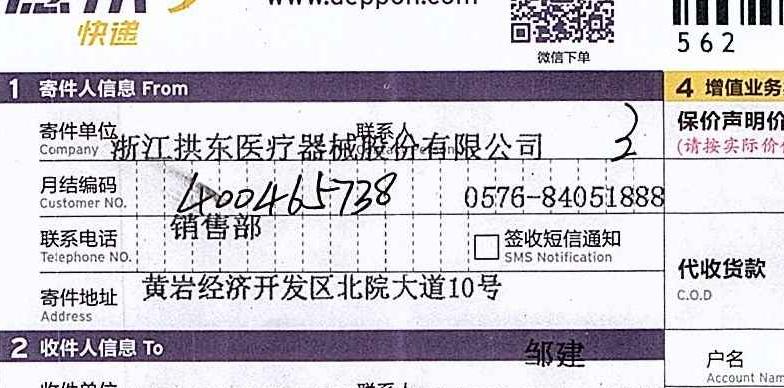 www.deppon.com
快递
微信下单
562
1 寄件人信息 From
4 增值业务
寄件单位 联系人
Company
浙江拱东医疗器械股份有限公司
保价声明价
(请按实际价
月结编码
Customer NO.
400465738 0576-84051888
销售部
联系电话
Telephone NO.
签收短信通知
SMS Notification
代收货款
C.O.D
寄件地址
Address
黄岩经济开发区北院大道10号
2 收件人信息 To
邹建
户名
Account Nam